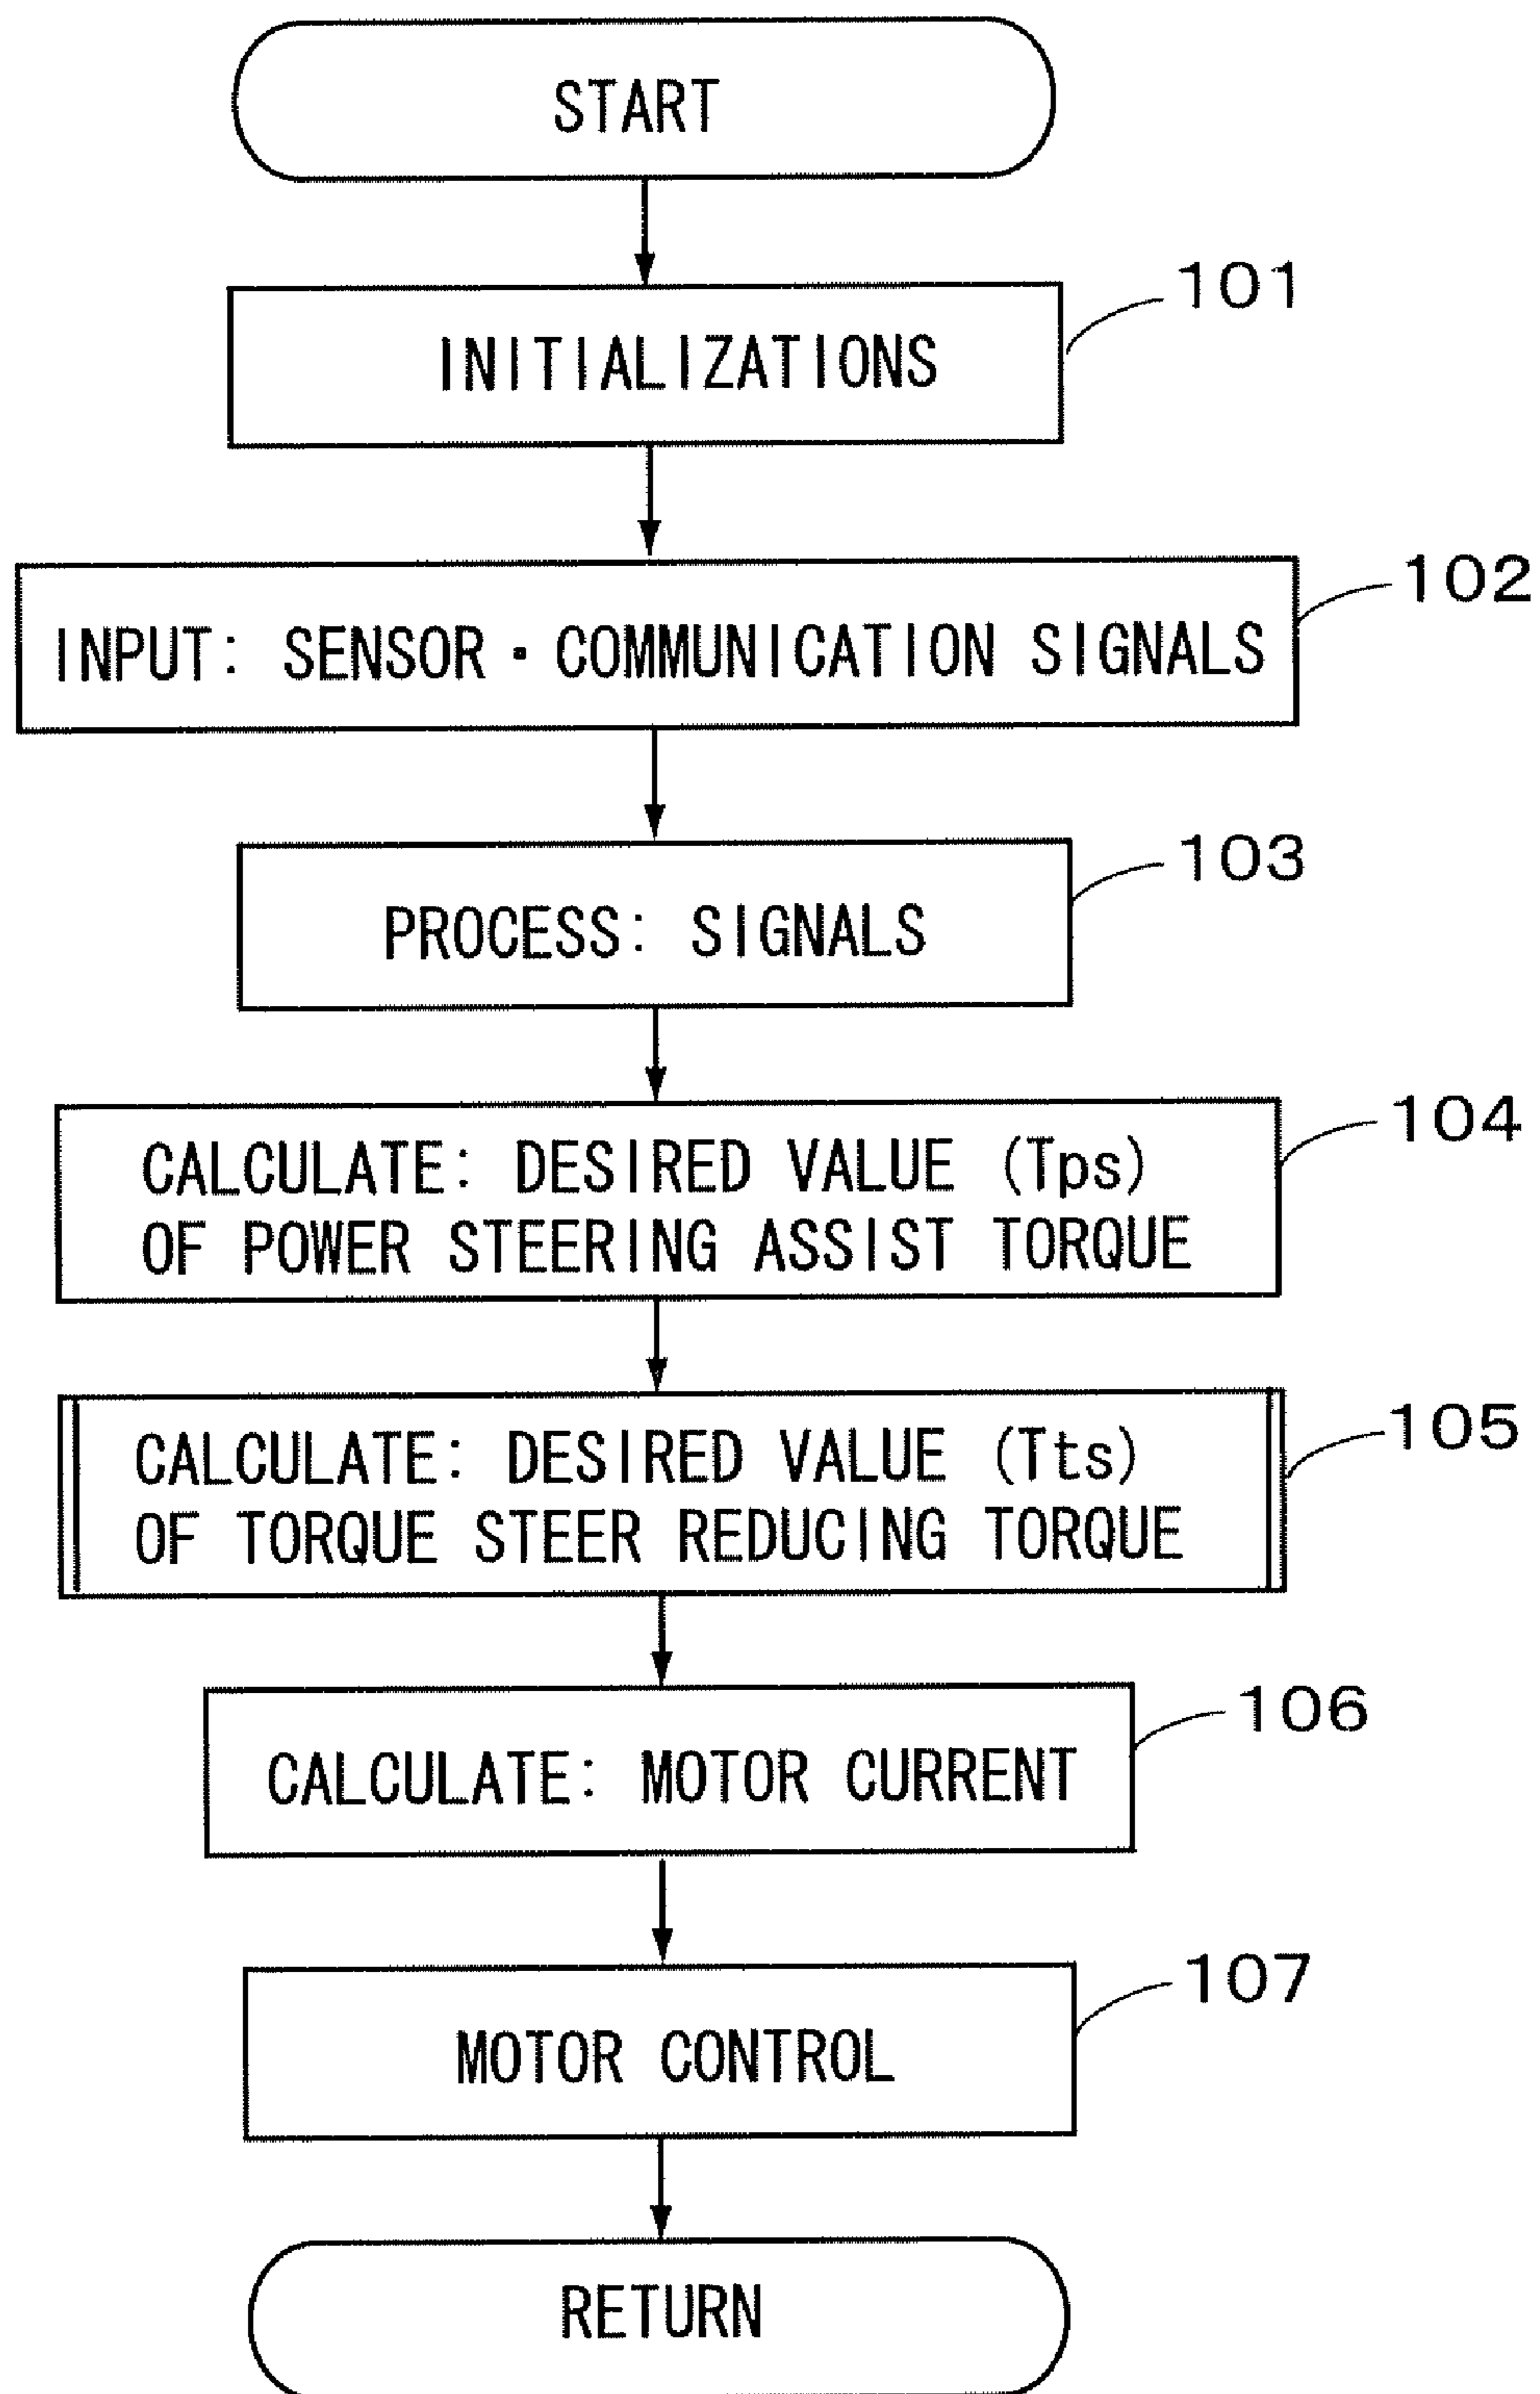 START
101
INITIALIZATIONS
102
INPUT: SENSOR・COMMUNICATION SIGNALS
103
PROCESS: SIGNALS
104
CALCULATE: DESIRED VALUE (Tps)
OF POWER STEERING ASSIST TORQUE
105
CALCULATE: DESIRED VALUE (Tts)
OF TORQUE STEER REDUCING TORQUE
106
CALCULATE: MOTOR CURRENT
107
MOTOR CONTROL
RETURN